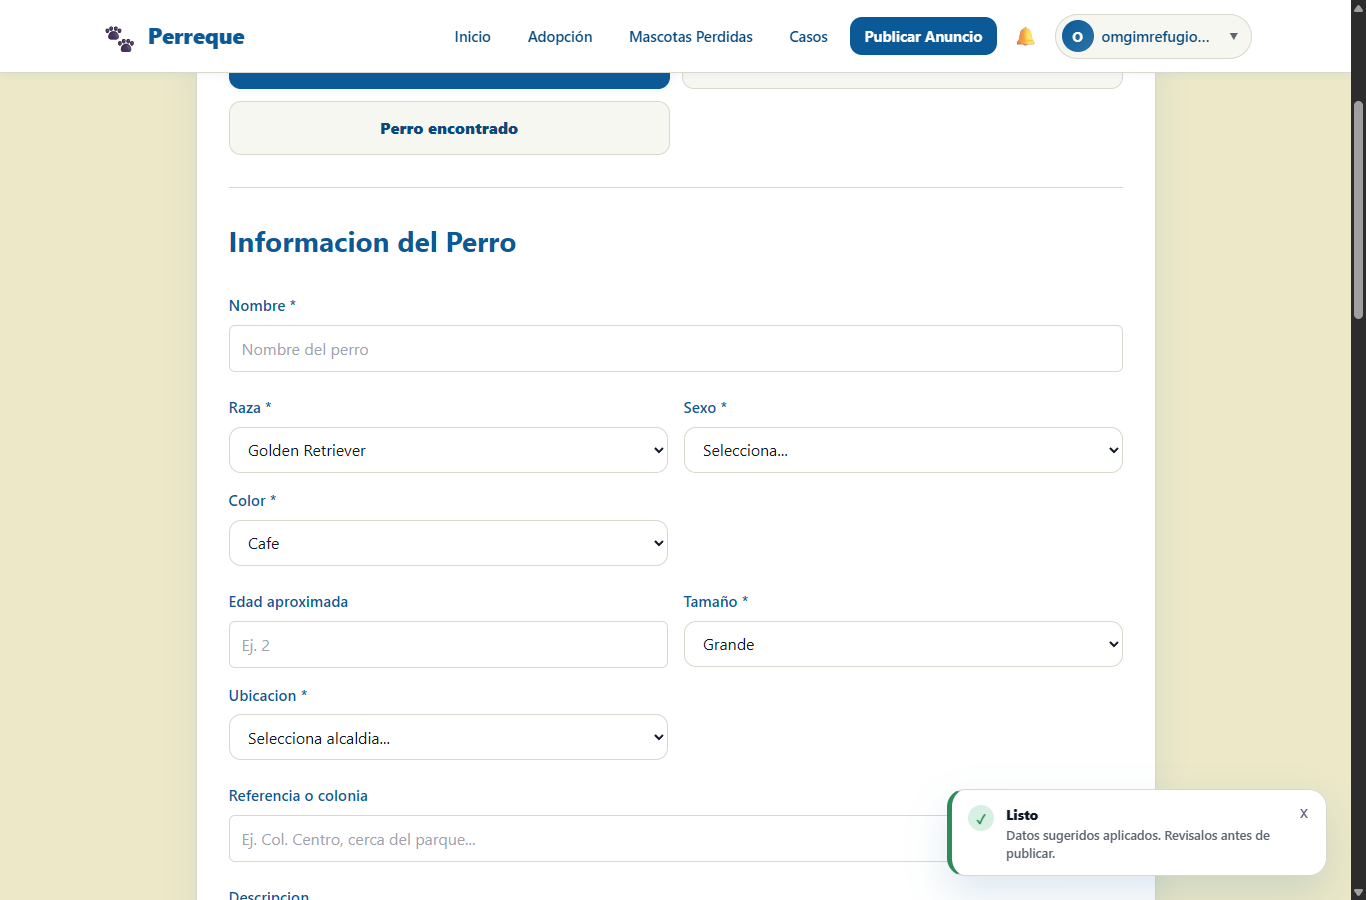 Perreque
Inicio
Adopción
Mascotas Perdidas
Casos
Publicar Anuncio
O
omgimrefugio...
Perro encontrado
Informacion del Perro
Nombre *
Nombre del perro
Raza *
Sexo *
Golden Retriever
Selecciona...
Color *
Cafe
Edad aproximada
Tamaño *
Ej. 2
Grande
Ubicacion *
Selecciona alcaldia...
Referencia o colonia
Ej. Col. Centro, cerca del parque...
Descripcion
Listo
X
Datos sugeridos aplicados. Revisalos antes de
publicar.